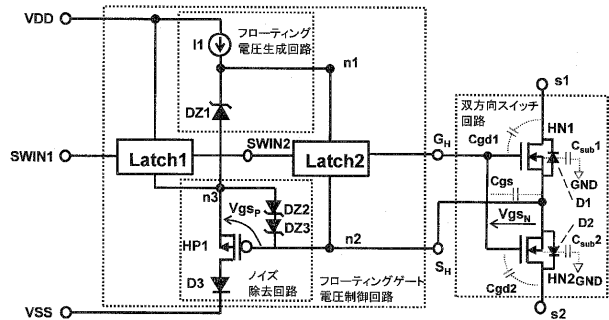 VDD
I1
フローティング
電圧生成回路
n1
DZ1
SWIN1
Latch1
SWIN2
Latch2
n3
VgsP
DZ2
DZ3
HP1
n2
D3
ノイズ
除去回路
フローティングゲート
電圧制御回路
VSS
GH
SH
s1
双方向スイッチ
回路
HN1
Cgd1
Csub1
GND
Cgs
D1
VgsN
D2
Csub2
GND
HN2
Cgd2
s2